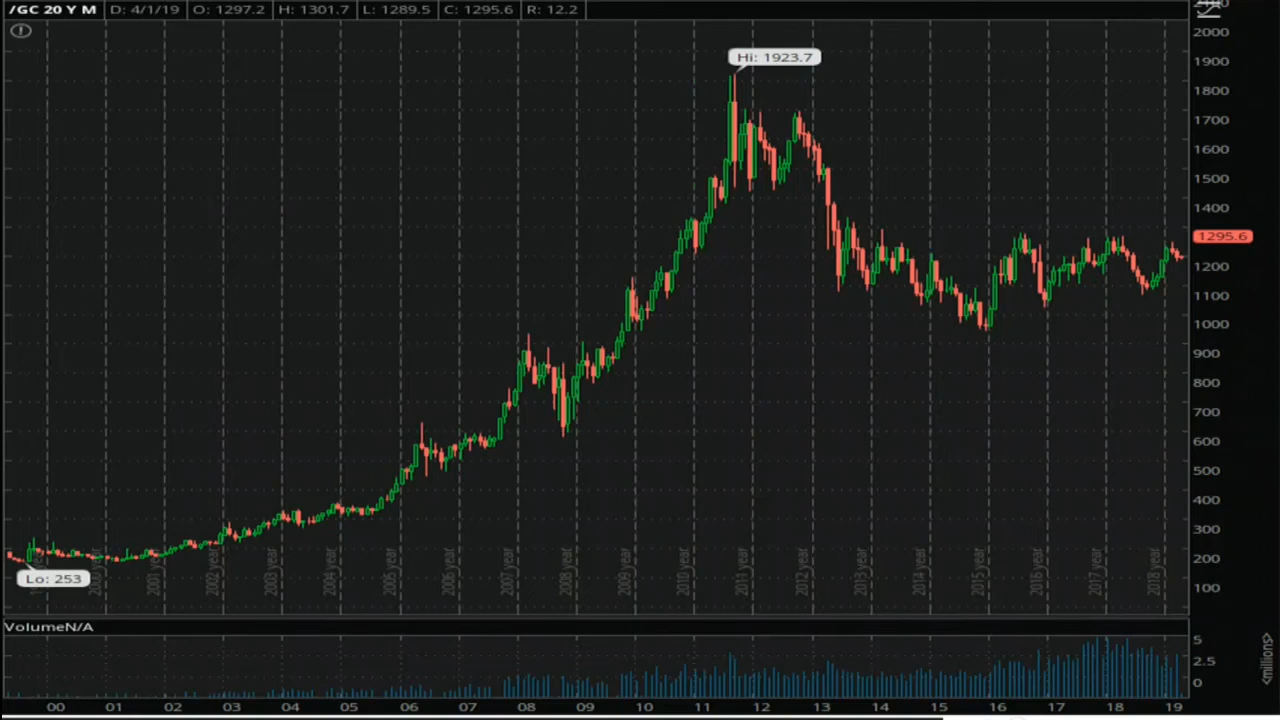 /GC 20 Y M D: 4/1/19 O: 1297.2 H: 1301.7 L: 1289.5 C: 1295.6 R: 12.2
2000
Hi: 1923.7
1900
1800
1700
1600
1500
1400
1295.6
1200
1100
1000
900
800
700
600
500
400
300
200
Lo: 253
100
2001 year
2002 year
2003 year
2004 year
2005 year
2006 year
2007 year
2008 year
2009 year
2010 year
2012 year
2013 year
2014 year
2015 year
2016 year
2017 year
2018 year
VolumeN/A
5
2.5
0
<millions>
00 01 02 03 04 05 06 07 08 09 10 11 12 13 14 15 16 17 18 19